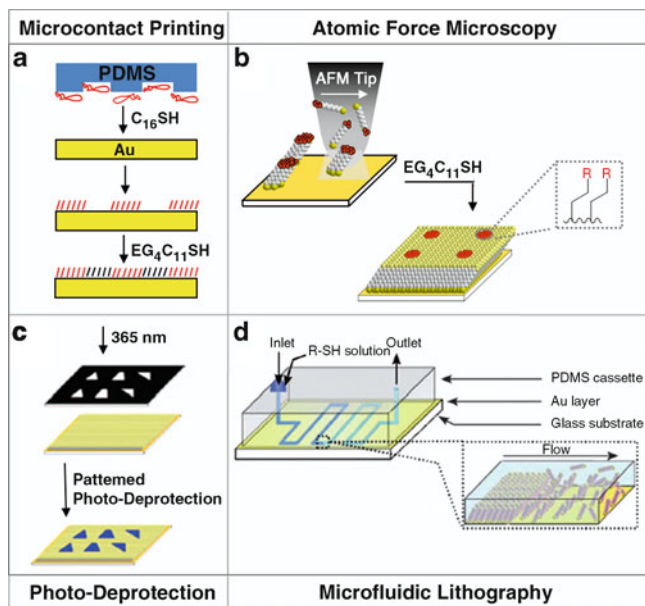 Microcontact Printing
Atomic Force Microscopy
a
PDMS
C₁₆SH
Au
EG₄C₁₁SH
b
AFM Tip
EG₄C₁₁SH
R R
c
365 nm
Pattemed
Photo-Deprotection
d
Inlet
Outlet
R-SH solution
PDMS cassette
Au layer
Glass substrate
Flow
Photo-Deprotection
Microfluidic Lithography